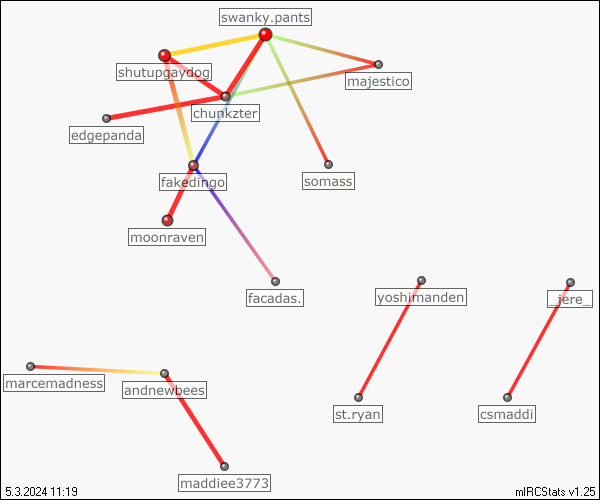 swanky.pants
shutupgaydog
majestico
chunkzter
edgepanda
fakedingo
somass
moonraven
facadas.
yoshimanden
_jere_
marcemadness
andnewbees
st.ryan
csmaddi
maddiee3773
5.3.2024 11:19
mIRCStats v1.25